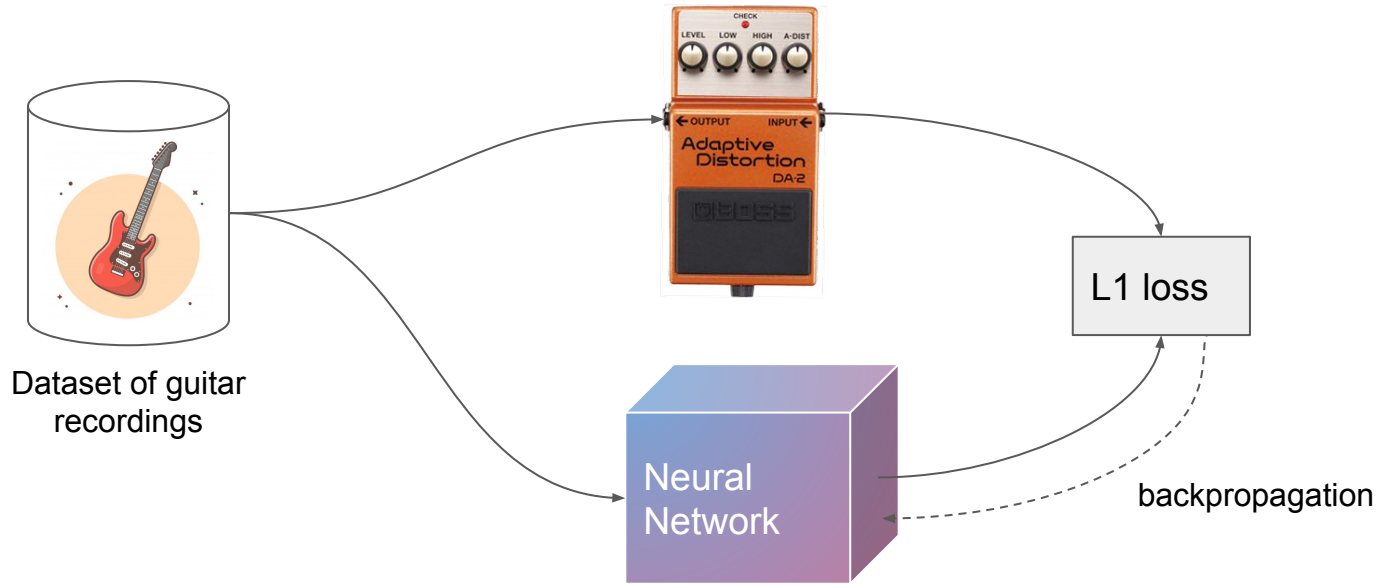 CHECK
LEVEL LOW HIGH A-DIST
← OUTPUT INPUT ←
Adaptive
Distortion
DA-2
BOSS
L1 loss
Dataset of guitar
recordings
Neural
Network
backpropagation